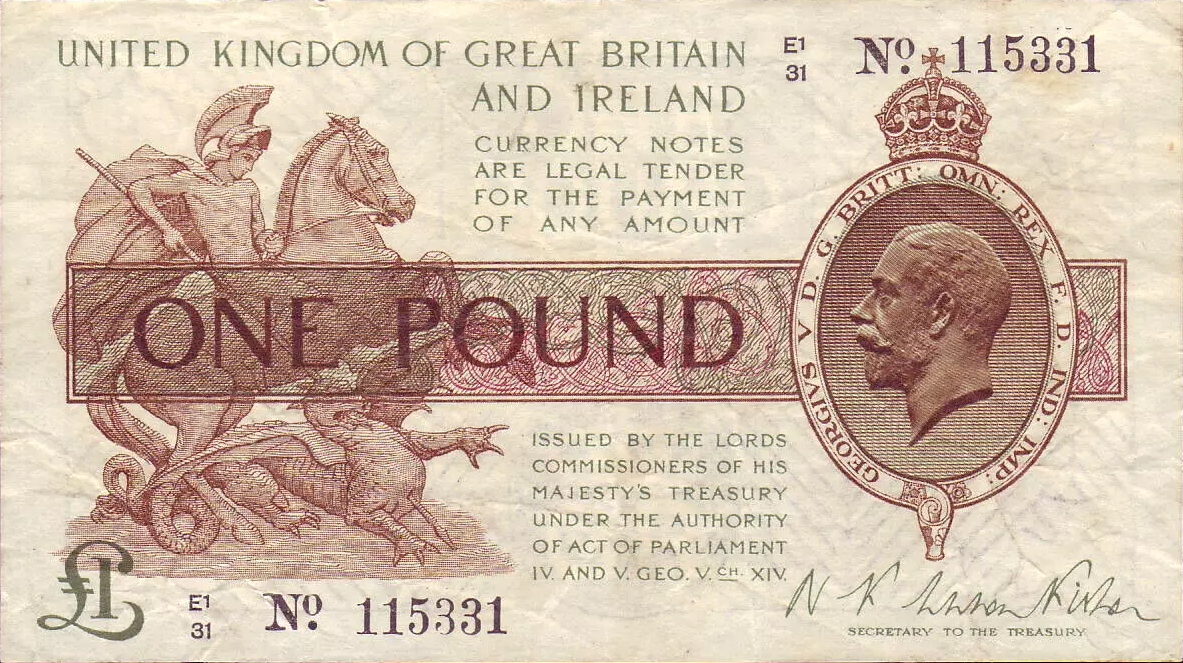 UNITED KINGDOM OF GREAT BRITAIN
AND IRELAND
E1
31
Nº 115331
CURRENCY NOTES
ARE LEGAL TENDER
FOR THE PAYMENT
OF ANY AMOUNT
ONE POUND
GEORGIVS V D. G. BRITT: OMN: REX F. D. IND: IMP:
ISSUED BY THE LORDS
COMMISSIONERS OF HIS
MAJESTY'S TREASURY
UNDER THE AUTHORITY
OF ACT OF PARLIAMENT
IV. AND V. GEO. V. CH. XIV.
£1
E1
31
Nº 115331
N F Warren Fisher
SECRETARY TO THE TREASURY